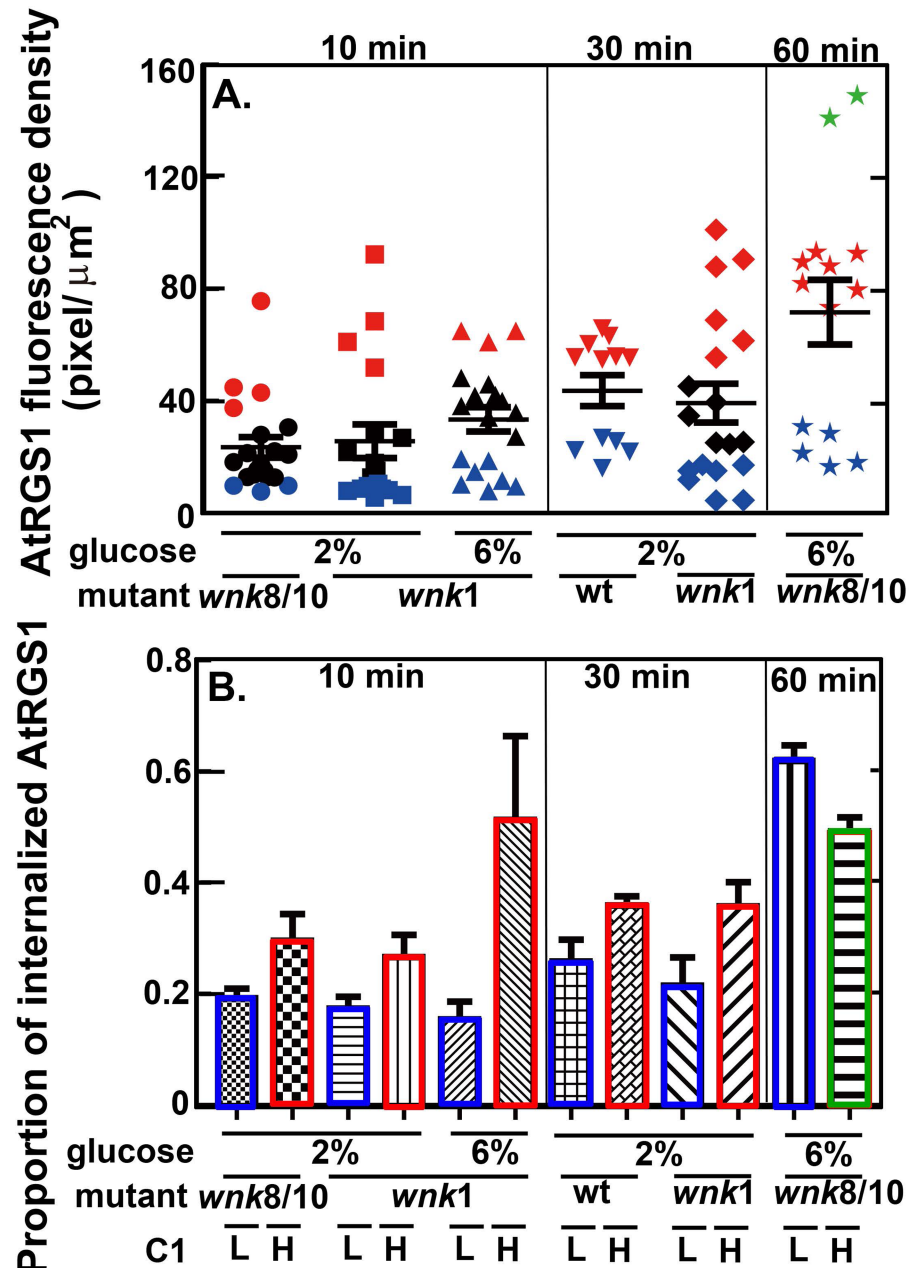 AtRGS1 fluorescence density
(pixel/μm2 )
10 min 30 min 60 min
A.
160
120
80
40
0
glucose 2% 6% 2% 6%
mutant wnk8/10 wnk1 wt wnk1 wnk8/10
Proportion of internalized AtRGS1
B. 10 min 30 min 60 min
0.8
0.6
0.4
0.2
0
glucose 2% 6% 2% 6%
mutant wnk8/10 wnk1 wt wnk1 wnk8/10
C1 L H L H L H L H L H L H